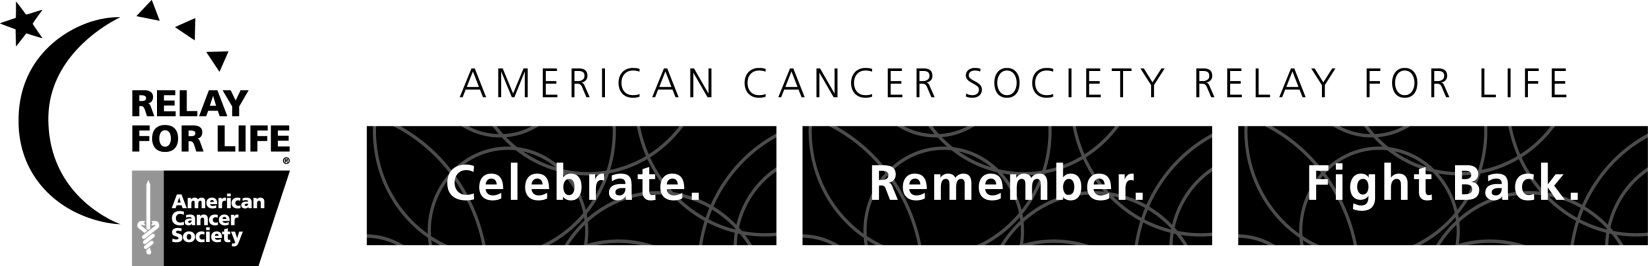 RELAY
FOR LIFE
®
American
Cancer
Society
AMERICAN CANCER SOCIETY RELAY FOR LIFE
Celebrate.
Remember.
Fight Back.